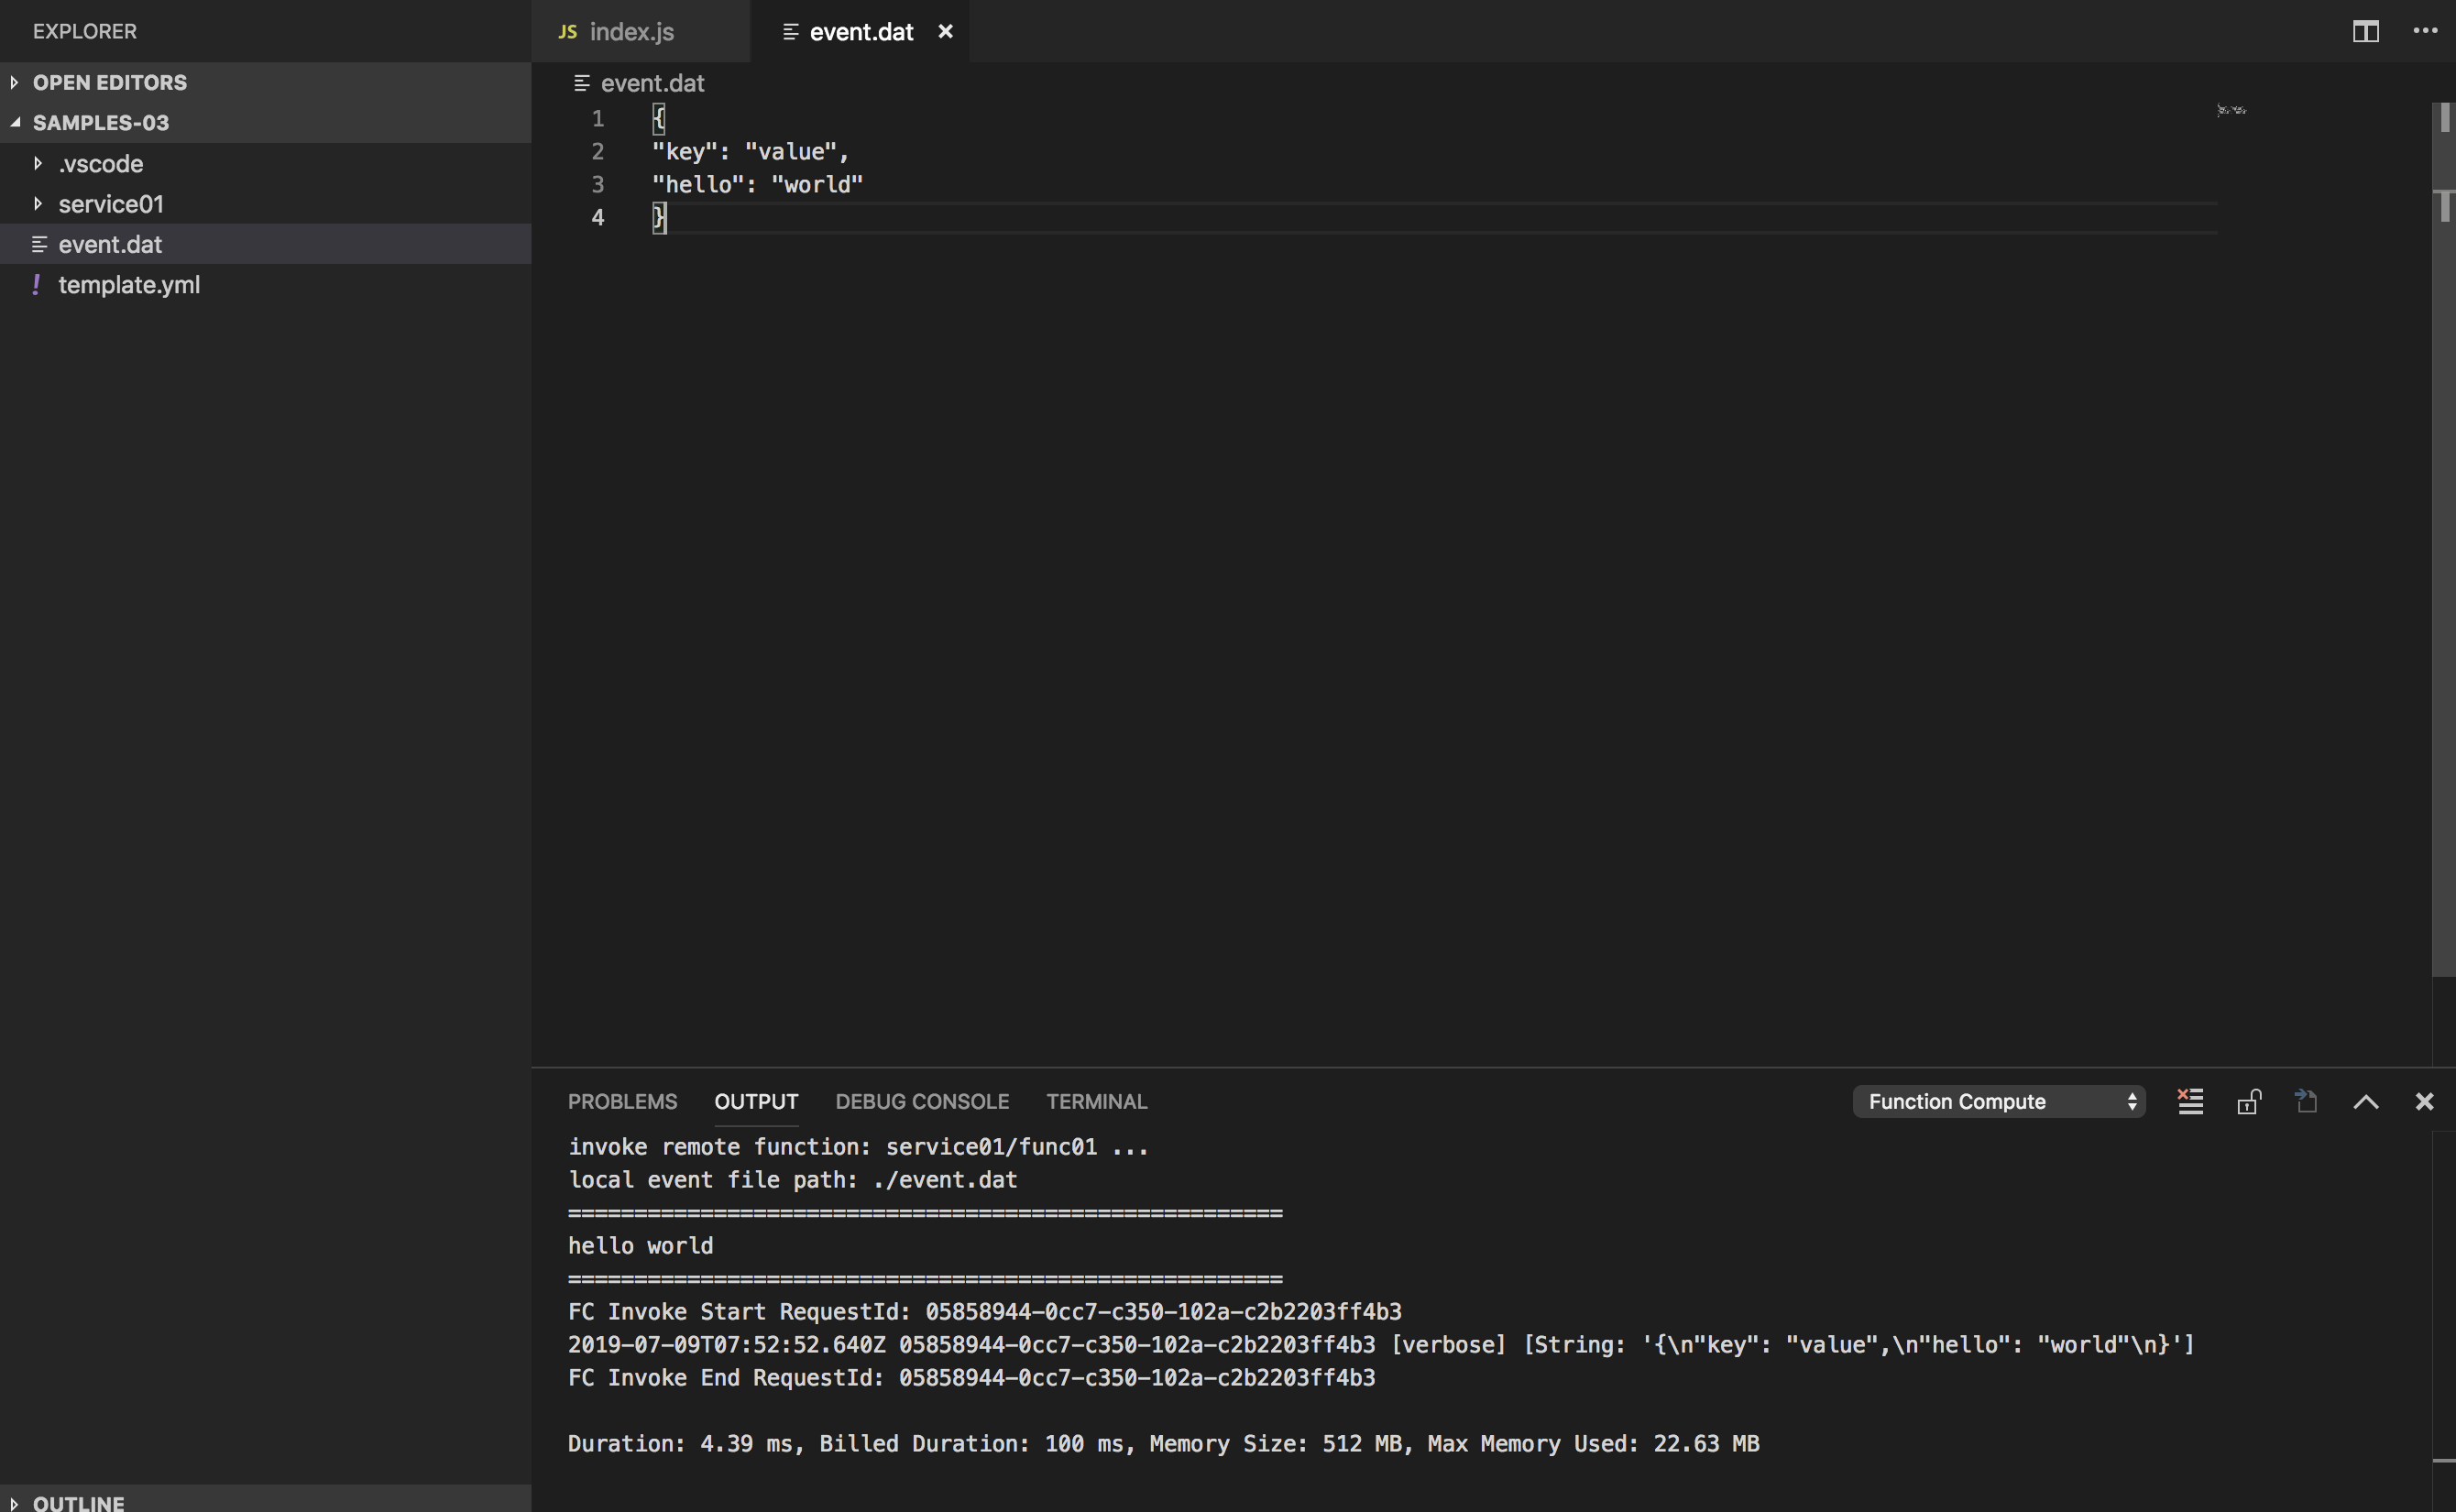 EXPLORER
OPEN EDITORS
SAMPLES-03
.vscode
service01
event.dat
! template.yml
OUTLINE
JS index.js
event.dat
event.dat
1 {
2 "key": "value",
3 "hello": "world"
4 }
PROBLEMS OUTPUT DEBUG CONSOLE TERMINAL Function Compute
invoke remote function: service01/func01 ...
local event file path: ./event.dat
======================================================
hello world
======================================================
FC Invoke Start RequestId: 05858944-0cc7-c350-102a-c2b2203ff4b3
2019-07-09T07:52:52.640Z 05858944-0cc7-c350-102a-c2b2203ff4b3 [verbose] [String: '{\n"key": "value",\n"hello": "world"\n}']
FC Invoke End RequestId: 05858944-0cc7-c350-102a-c2b2203ff4b3
Duration: 4.39 ms, Billed Duration: 100 ms, Memory Size: 512 MB, Max Memory Used: 22.63 MB